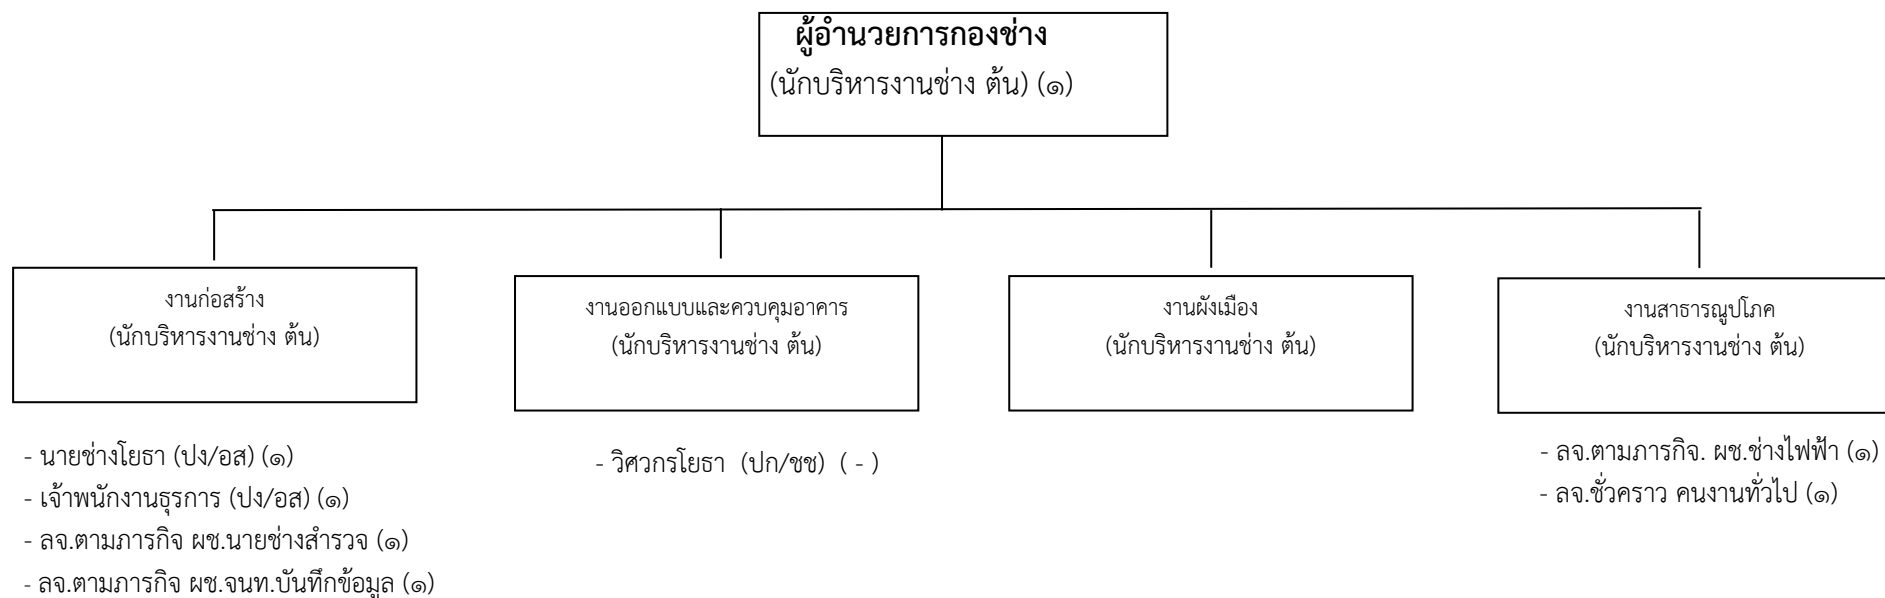 ผู้อำนวยการกองช่าง
(นักบริหารงานช่าง ต้น) (๑)
งานก่อสร้าง
(นักบริหารงานช่าง ต้น)
งานออกแบบและควบคุมอาคาร
(นักบริหารงานช่าง ต้น)
งานผังเมือง
(นักบริหารงานช่าง ต้น)
งานสาธารณูปโภค
(นักบริหารงานช่าง ต้น)
- นายช่างโยธา (ปง/อส) (๑)
- เจ้าพนักงานธุรการ (ปง/อส) (๑)
- ลจ.ตามภารกิจ ผช.นายช่างสำรวจ (๑)
- ลจ.ตามภารกิจ ผช.จนท.บันทึกข้อมูล (๑)
- วิศวกรโยธา (ปก/ชช) ( - )
- ลจ.ตามภารกิจ. ผช.ช่างไฟฟ้า (๑)
- ลจ.ชั่วคราว คนงานทั่วไป (๑)